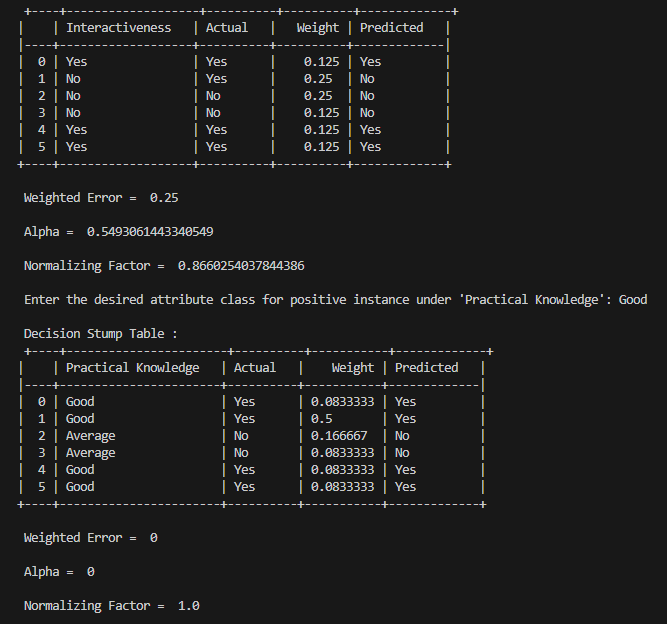 +----+-------------------+----------+----------+-------------+
|    | Interactiveness   | Actual   |   Weight | Predicted   |
|----+-------------------+----------+----------+-------------|
|  0 | Yes               | Yes      |    0.125 | Yes         |
|  1 | No                | Yes      |    0.25  | No          |
|  2 | No                | No       |    0.25  | No          |
|  3 | No                | No       |    0.125 | No          |
|  4 | Yes               | Yes      |    0.125 | Yes         |
|  5 | Yes               | Yes      |    0.125 | Yes         |
+----+-------------------+----------+----------+-------------+
Weighted Error =  0.25
Alpha =  0.5493061443340549
Normalizing Factor =  0.8660254037844386
Enter the desired attribute class for positive instance under 'Practical Knowledge': Good
Decision Stump Table :
+----+-----------------------+----------+-----------+-------------+
|    | Practical Knowledge   | Actual   |    Weight | Predicted   |
|----+-----------------------+----------+-----------+-------------|
|  0 | Good                  | Yes      | 0.0833333 | Yes         |
|  1 | Good                  | Yes      | 0.5       | Yes         |
|  2 | Average               | No       | 0.166667  | No          |
|  3 | Average               | No       | 0.0833333 | No          |
|  4 | Good                  | Yes      | 0.0833333 | Yes         |
|  5 | Good                  | Yes      | 0.0833333 | Yes         |
+----+-----------------------+----------+-----------+-------------+
Weighted Error =  0
Alpha =  0
Normalizing Factor =  1.0